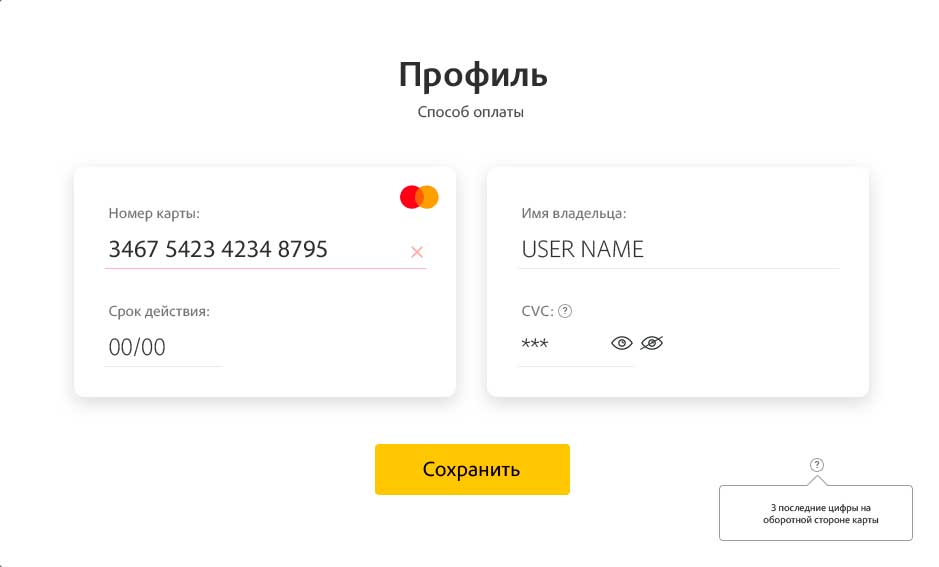 Профиль
Способ оплаты
Номер карты:
3467 5423 4234 8795
Срок действия:
00/00
Имя владельца:
USER NAME
CVC: ?
***
Сохранить
?
3 последние цифры на
оборотной стороне карты